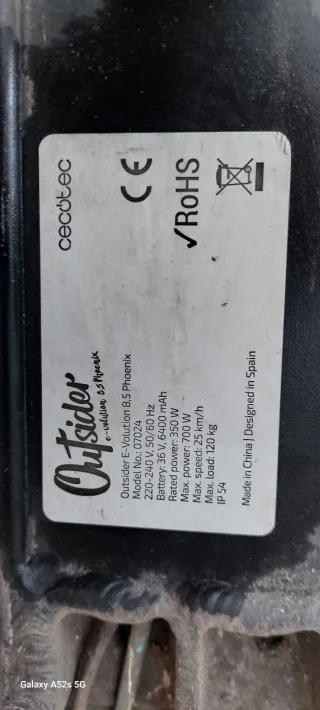 cecotec
CE
✓RoHS
Outsider
e-volution 8,5 Phoenix
Outsider E-Volution 8,5 Phoenix
Model No.: 07024
220-240 V, 50/60 Hz
Battery: 36 V, 6400 mAh
Rated power: 350 W
Max. power: 700 W
Max. speed: 25 km/h
Max. load: 120 kg
IP 54
Made in China | Designed in Spain
Galaxy A52s 5G